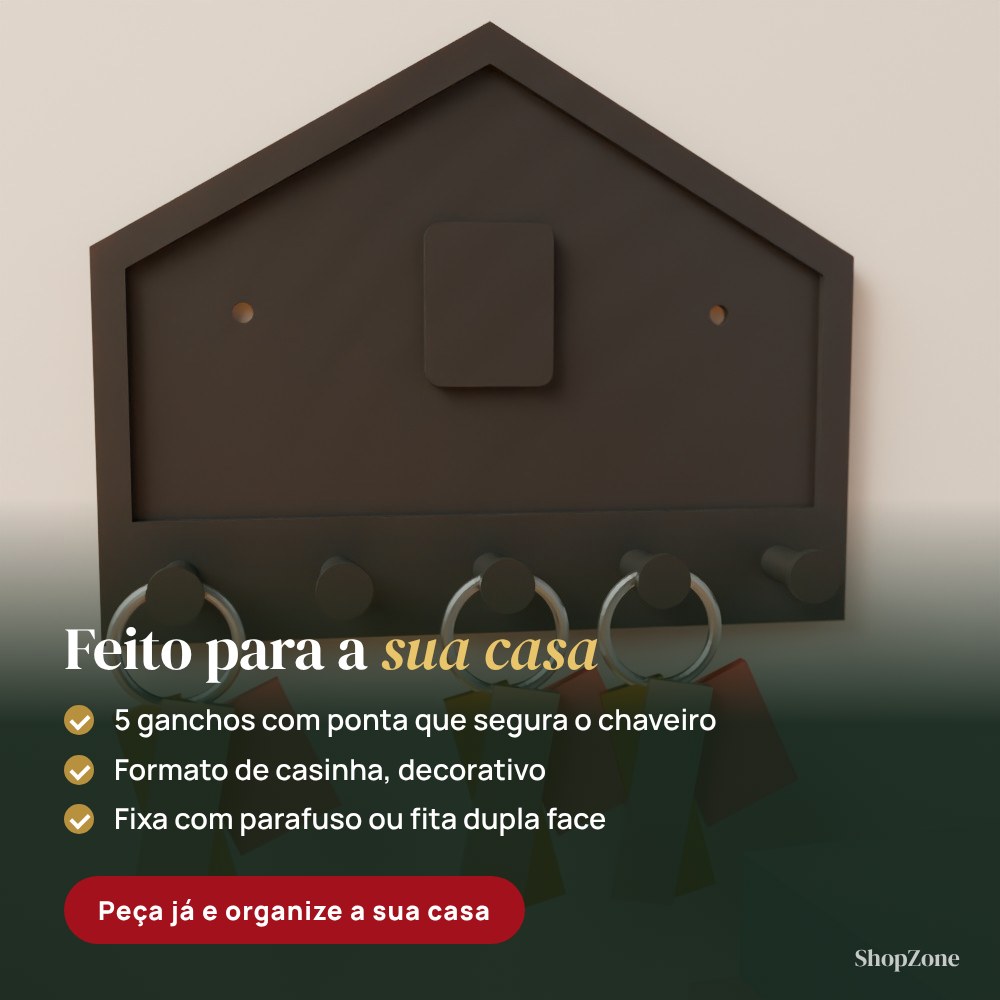 Feito para a sua casa
5 ganchos com ponta que segura o chaveiro
Formato de casinha, decorativo
Fixa com parafuso ou fita dupla face
Peça já e organize a sua casa
ShopZone